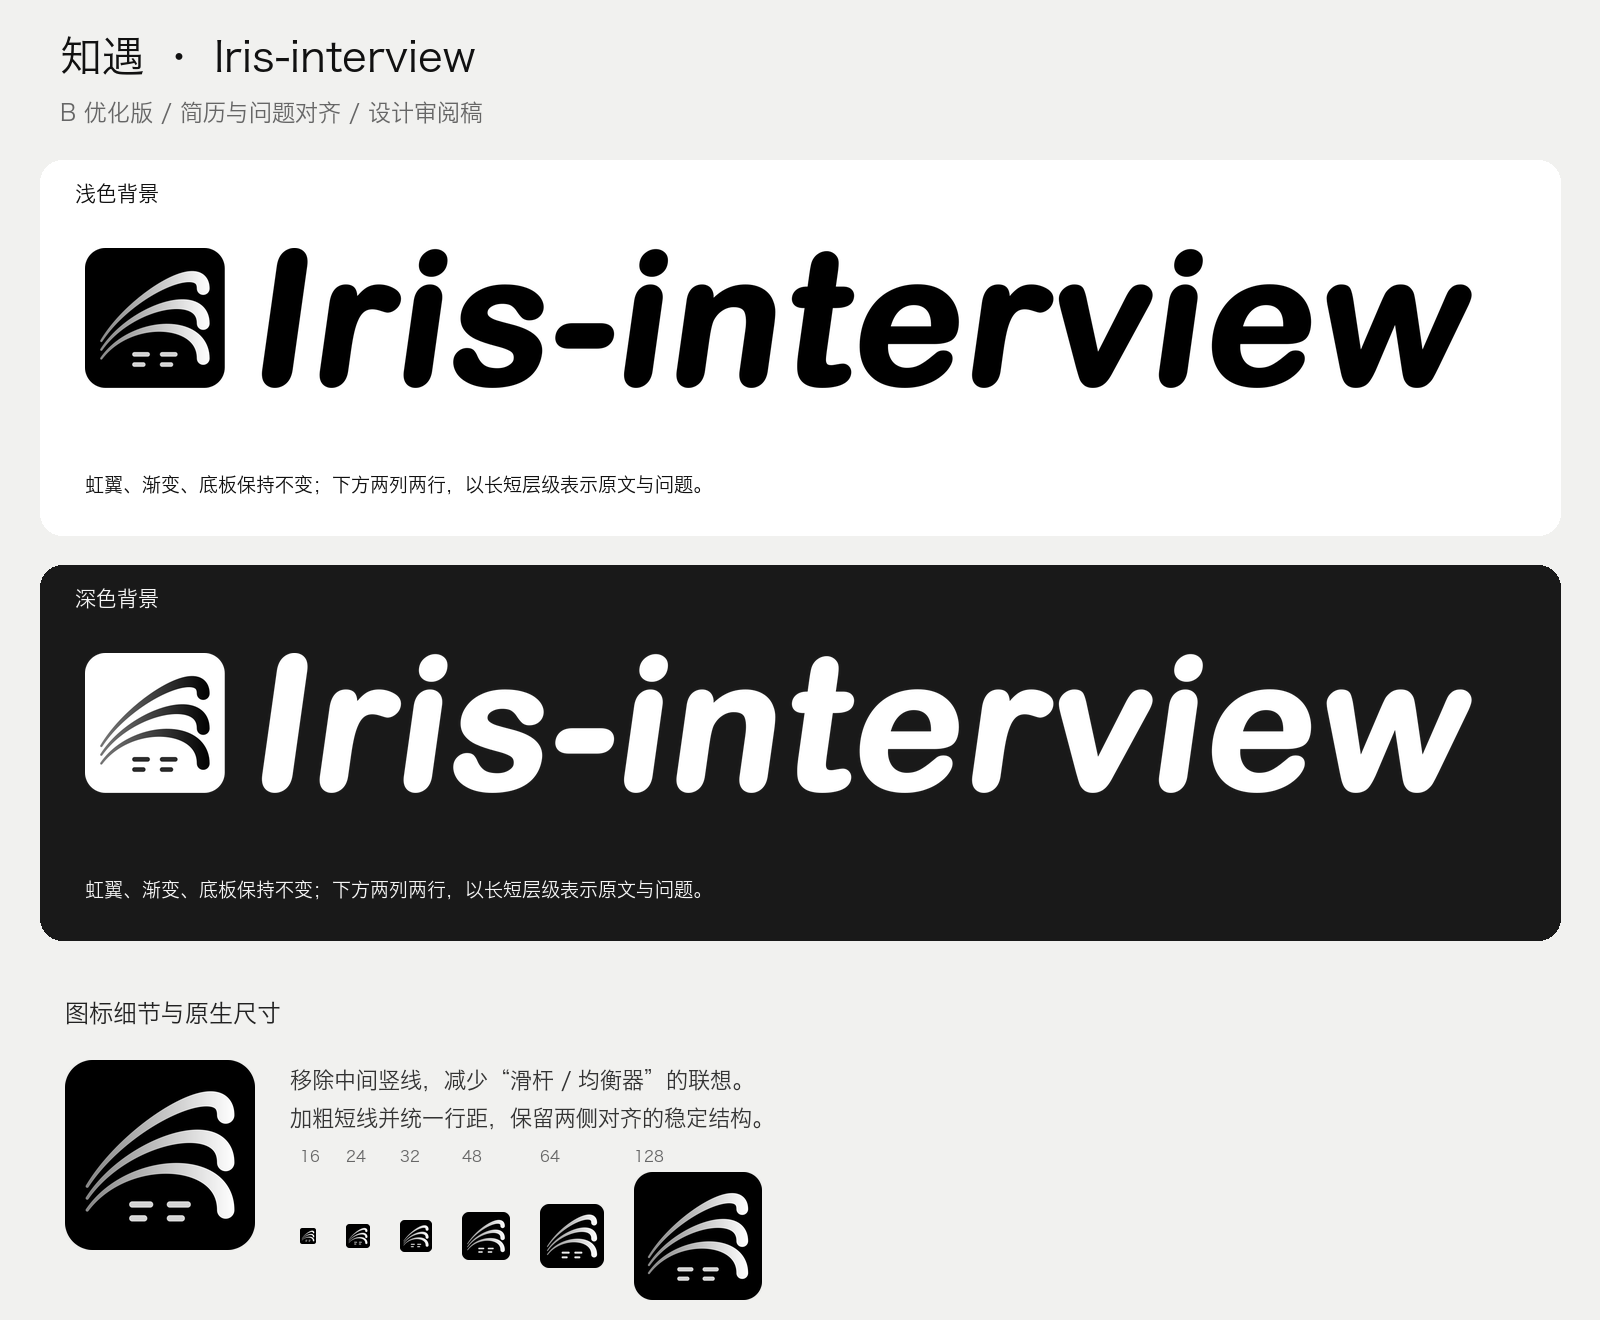 知遇 · Iris-interview
B 优化版 / 简历与问题对齐 / 设计审阅稿
浅色背景
Iris-interview
虹翼、渐变、底板保持不变；下方两列两行，以长短层级表示原文与问题。
深色背景
Iris-interview
虹翼、渐变、底板保持不变；下方两列两行，以长短层级表示原文与问题。
图标细节与原生尺寸
移除中间竖线，减少“滑杆 / 均衡器”的联想。
加粗短线并统一行距，保留两侧对齐的稳定结构。
16 24 32 48 64 128